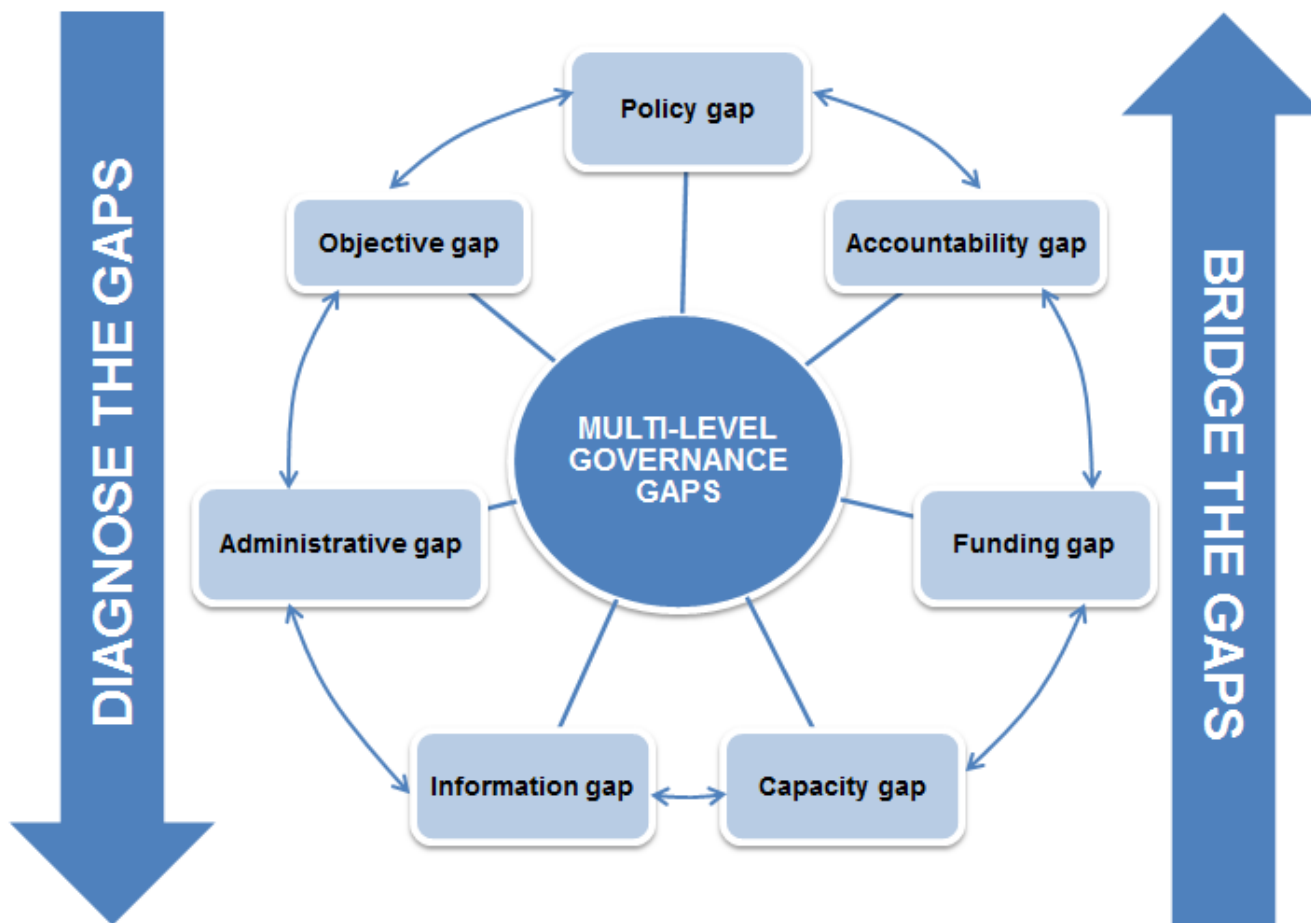 DIAGNOSE THE GAPS
Policy gap
Objective gap
Accountability gap
MULTI-LEVEL
GOVERNANCE
GAPS
Administrative gap
Funding gap
Information gap
Capacity gap
BRIDGE THE GAPS